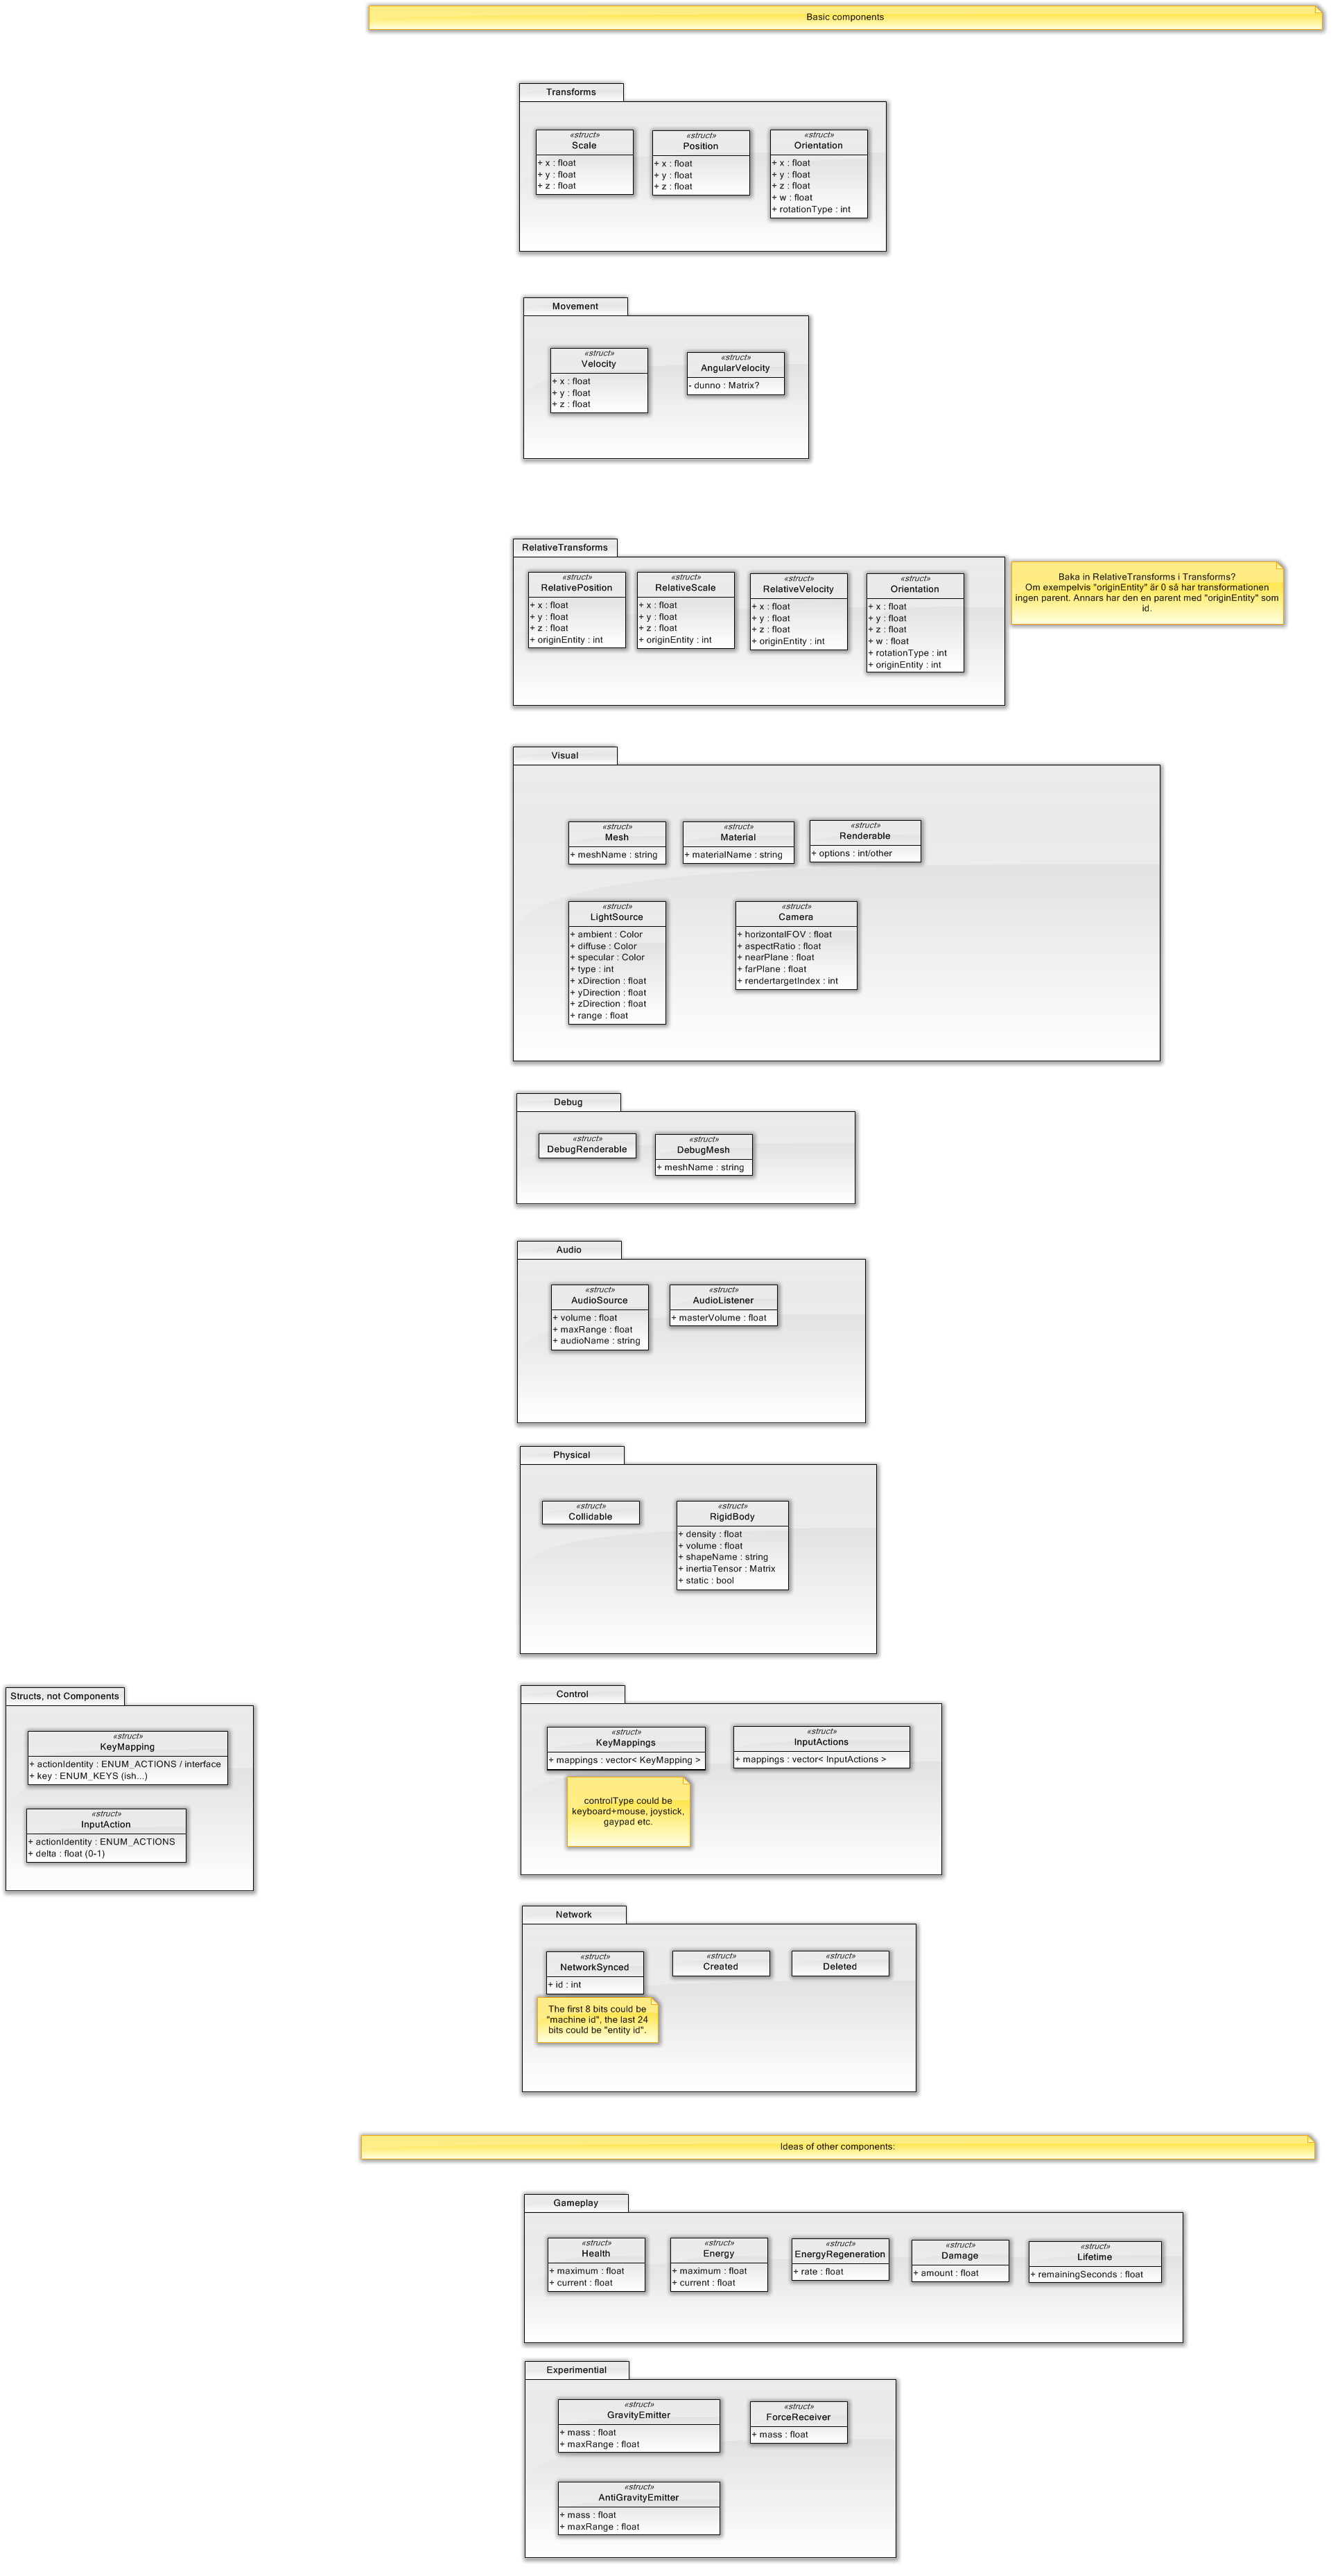 Basic components
Transforms
«struct»
Scale
+ x : float
+ y : float
+ z : float
«struct»
Position
+ x : float
+ y : float
+ z : float
«struct»
Orientation
+ x : float
+ y : float
+ z : float
+ w : float
+ rotationType : int
Movement
«struct»
Velocity
+ x : float
+ y : float
+ z : float
«struct»
AngularVelocity
- dunno : Matrix?
RelativeTransforms
«struct»
RelativePosition
+ x : float
+ y : float
+ z : float
+ originEntity : int
«struct»
RelativeScale
+ x : float
+ y : float
+ z : float
+ originEntity : int
«struct»
RelativeVelocity
+ x : float
+ y : float
+ z : float
+ originEntity : int
«struct»
Orientation
+ x : float
+ y : float
+ z : float
+ w : float
+ rotationType : int
+ originEntity : int
Baka in RelativeTransforms i Transforms?
Om exempelvis "originEntity" är 0 så har transformationen
ingen parent. Annars har den en parent med "originEntity" som
id.
Visual
«struct»
Mesh
+ meshName : string
«struct»
Material
+ materialName : string
«struct»
Renderable
+ options : int/other
«struct»
LightSource
+ ambient : Color
+ diffuse : Color
+ specular : Color
+ type : int
+ xDirection : float
+ yDirection : float
+ zDirection : float
+ range : float
«struct»
Camera
+ horizontalFOV : float
+ aspectRatio : float
+ nearPlane : float
+ farPlane : float
+ rendertargetIndex : int
Debug
«struct»
DebugRenderable
«struct»
DebugMesh
+ meshName : string
Audio
«struct»
AudioSource
+ volume : float
+ maxRange : float
+ audioName : string
«struct»
AudioListener
+ masterVolume : float
Physical
«struct»
Collidable
«struct»
RigidBody
+ density : float
+ volume : float
+ shapeName : string
+ inertiaTensor : Matrix
+ static : bool
Structs, not Components
«struct»
KeyMapping
+ actionIdentity : ENUM_ACTIONS / interface
+ key : ENUM_KEYS (ish...)
«struct»
InputAction
+ actionIdentity : ENUM_ACTIONS
+ delta : float (0-1)
Control
«struct»
KeyMappings
+ mappings : vector< KeyMapping >
«struct»
InputActions
+ mappings : vector< InputActions >
controlType could be
keyboard+mouse, joystick,
gaypad etc.
Network
«struct»
NetworkSynced
+ id : int
«struct»
Created
«struct»
Deleted
The first 8 bits could be
"machine id", the last 24
bits could be "entity id".
Ideas of other components:
Gameplay
«struct»
Health
+ maximum : float
+ current : float
«struct»
Energy
+ maximum : float
+ current : float
«struct»
EnergyRegeneration
+ rate : float
«struct»
Damage
+ amount : float
«struct»
Lifetime
+ remainingSeconds : float
Experimential
«struct»
GravityEmitter
+ mass : float
+ maxRange : float
«struct»
ForceReceiver
+ mass : float
«struct»
AntiGravityEmitter
+ mass : float
+ maxRange : float